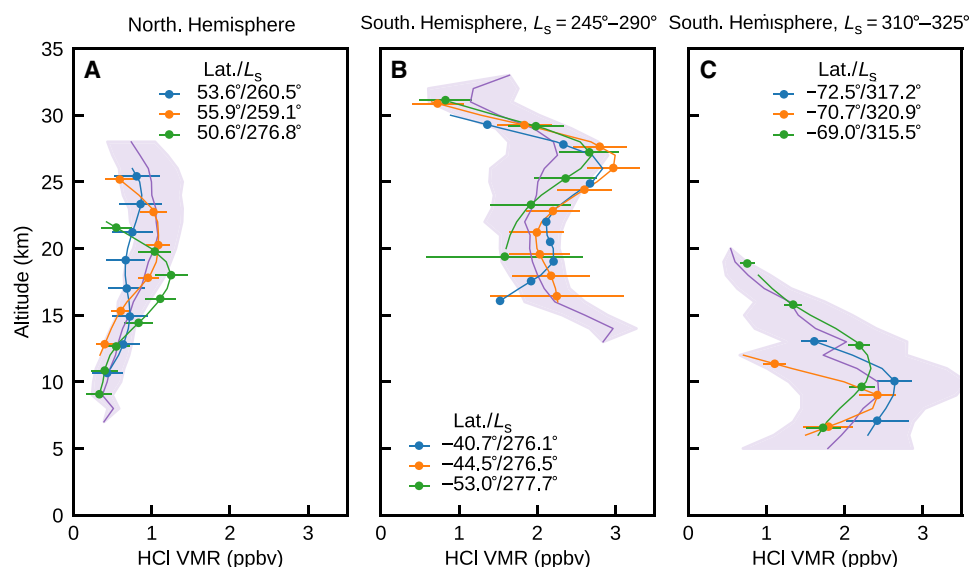 North. Hemisphere
South. Hemisphere, Ls = 245°–290°
South. Hemisphere, Ls = 310°–325°
A
Lat./Ls
53.6°/260.5°
55.9°/259.1°
50.6°/276.8°
B
−40.7°/276.1°
−44.5°/276.5°
−53.0°/277.7°
Lat./Ls
C
Lat./Ls
−72.5°/317.2°
−70.7°/320.9°
−69.0°/315.5°
Altitude (km)
35
30
25
20
15
10
5
0
0 1 2 3
0 1 2 3
0 1 2 3
HCl VMR (ppbv)
HCl VMR (ppbv)
HCl VMR (ppbv)